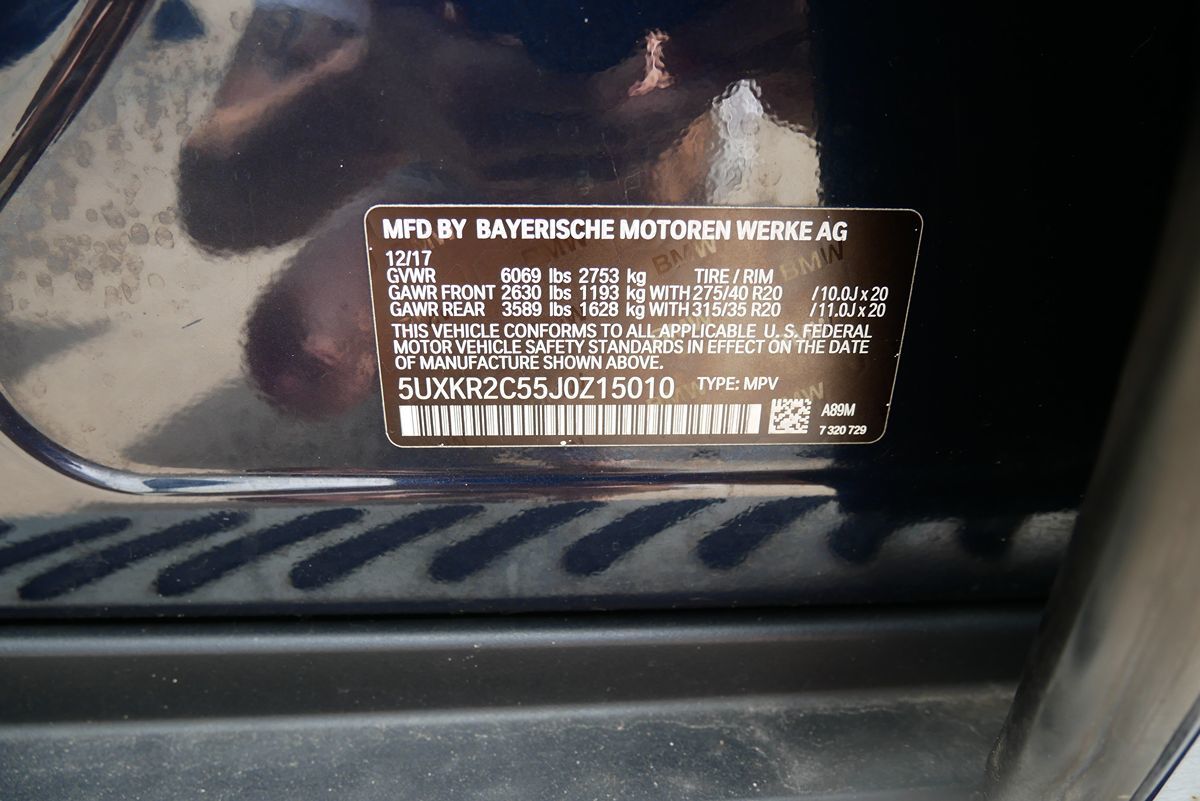 MFD BY BAYERISCHE MOTOREN WERKE AG
12/17
GVWR 6069 lbs 2753 kg TIRE / RIM
GAWR FRONT 2630 lbs 1193 kg WITH 275/40 R20 / 10.0J x 20
GAWR REAR 3589 lbs 1628 kg WITH 315/35 R20 / 11.0J x 20
THIS VEHICLE CONFORMS TO ALL APPLICABLE U. S. FEDERAL
MOTOR VEHICLE SAFETY STANDARDS IN EFFECT ON THE DATE
OF MANUFACTURE SHOWN ABOVE.
5UXKR2C55J0Z15010 TYPE: MPV
A89M
7 320 729